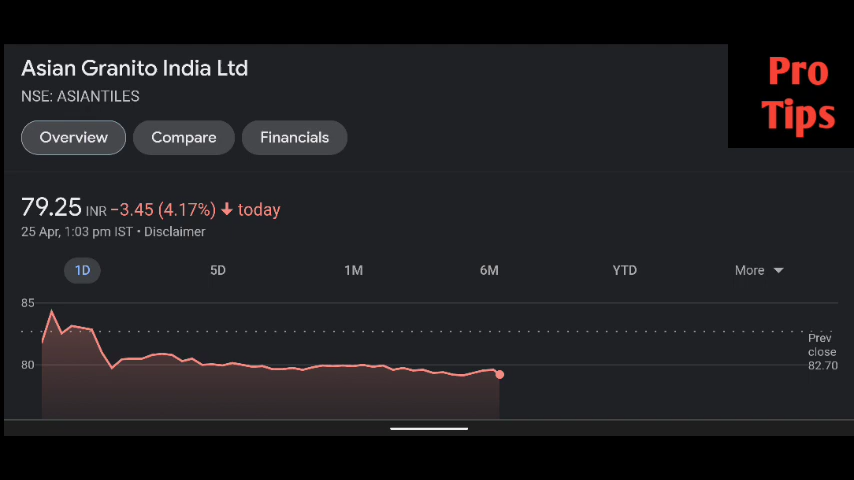 Asian Granito India Ltd
NSE: ASIANTILES
Pro
Tips
Overview Compare Financials
79.25 INR −3.45 (4.17%) ↓ today
25 Apr, 1:03 pm IST • Disclaimer
1D 5D 1M 6M YTD More
85
80
Prev
close
82.70